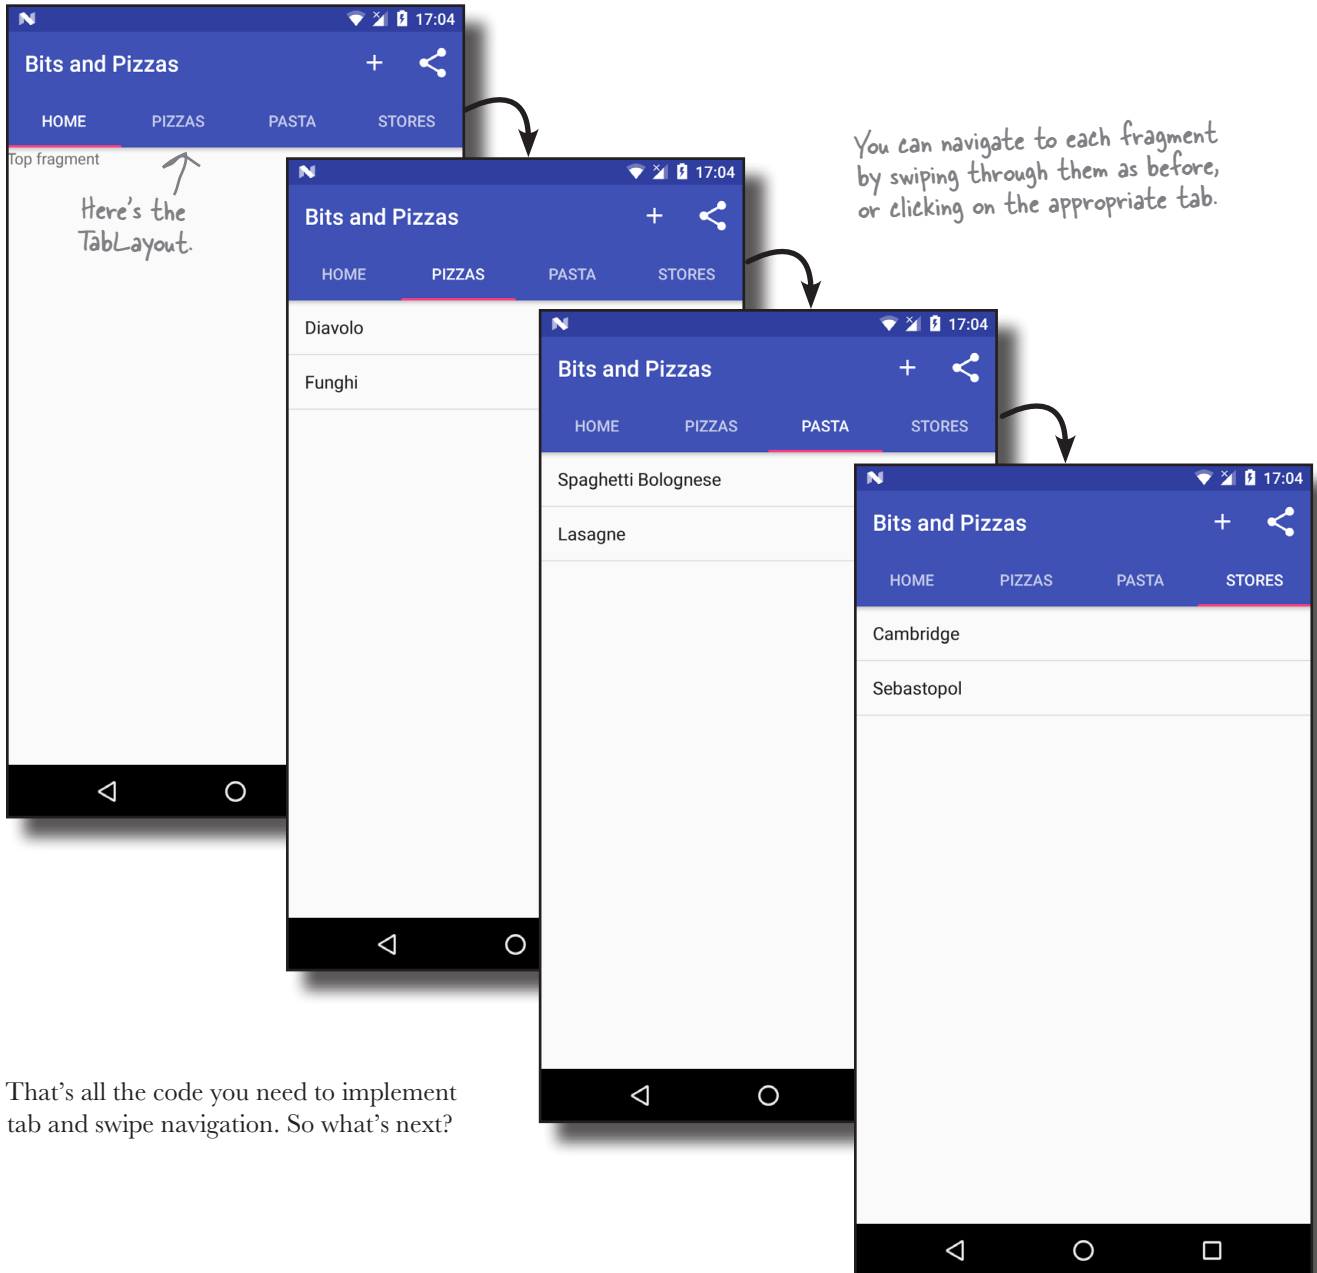 17:04
Bits and Pizzas +
HOME PIZZAS PASTA STORES
Top fragment
Here's the
TabLayout.
You can navigate to each fragment
by swiping through them as before,
or clicking on the appropriate tab.
17:04
Bits and Pizzas +
HOME PIZZAS PASTA STORES
Diavolo
Funghi
17:04
Bits and Pizzas +
HOME PIZZAS PASTA STORES
Spaghetti Bolognese
Lasagne
17:04
Bits and Pizzas +
HOME PIZZAS PASTA STORES
Cambridge
Sebastopol
That's all the code you need to implement
tab and swipe navigation. So what's next?